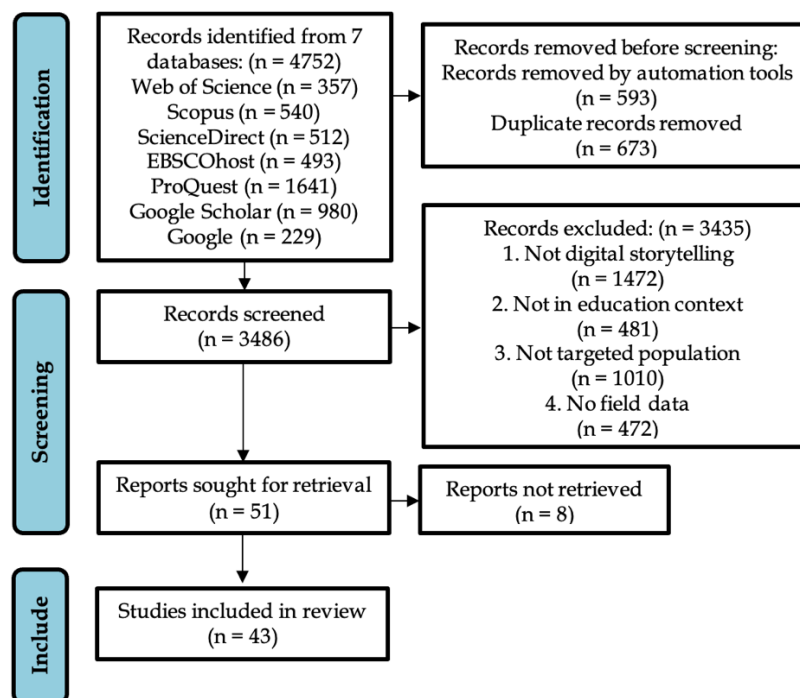 Identification
Records identified from 7
databases: (n = 4752)
Web of Science (n = 357)
Scopus (n = 540)
ScienceDirect (n = 512)
EBSCOhost (n = 493)
ProQuest (n = 1641)
Google Scholar (n = 980)
Google (n = 229)
Records removed before screening:
Records removed by automation tools
(n = 593)
Duplicate records removed
(n = 673)
Screening
Records screened
(n = 3486)
Records excluded: (n = 3435)
1. Not digital storytelling
(n = 1472)
2. Not in education context
(n = 481)
3. Not targeted population
(n = 1010)
4. No field data
(n = 472)
Reports sought for retrieval
(n = 51)
Reports not retrieved
(n = 8)
Include
Studies included in review
(n = 43)